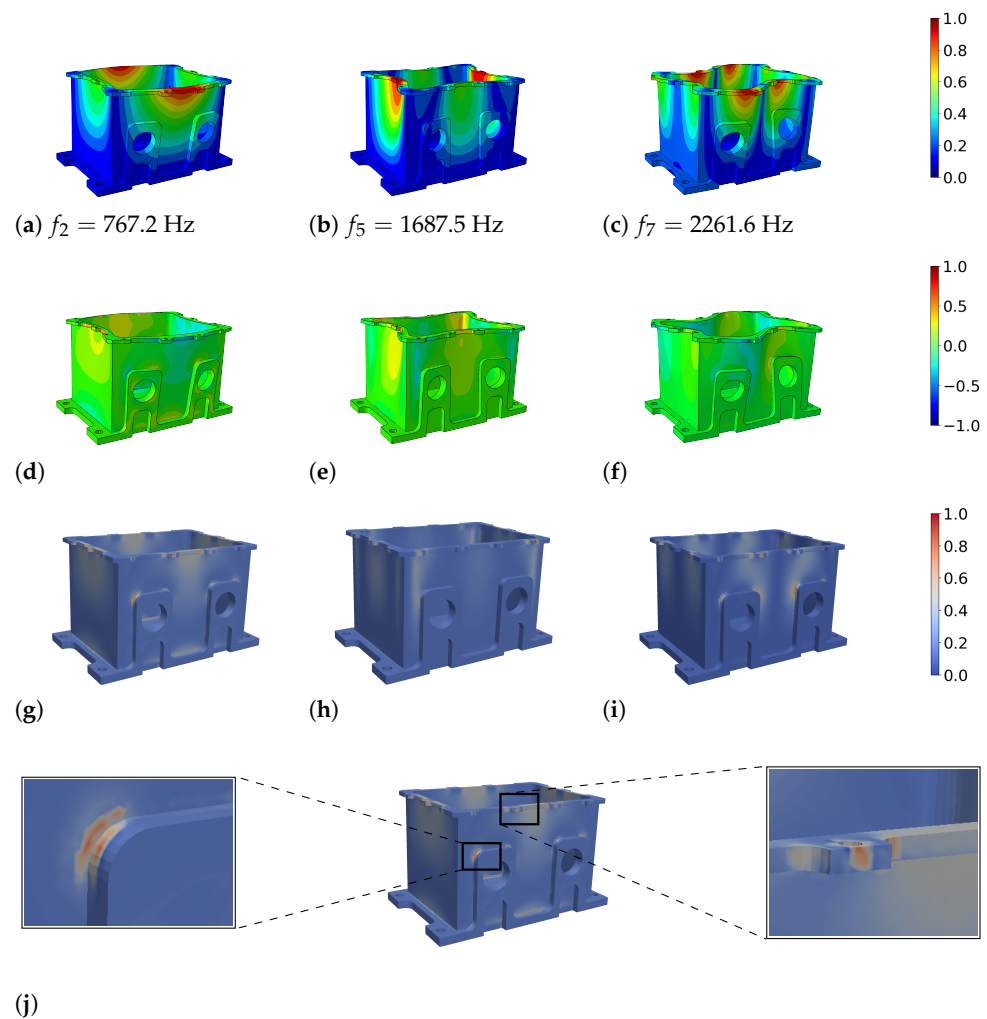 1.0
0.8
0.6
0.4
0.2
0.0
(a) f2 = 767.2 Hz
(b) f5 = 1687.5 Hz
(c) f7 = 2261.6 Hz
1.0
0.5
0.0
−0.5
−1.0
(d)
(e)
(f)
1.0
0.8
0.6
0.4
0.2
0.0
(g)
(h)
(i)
(j)